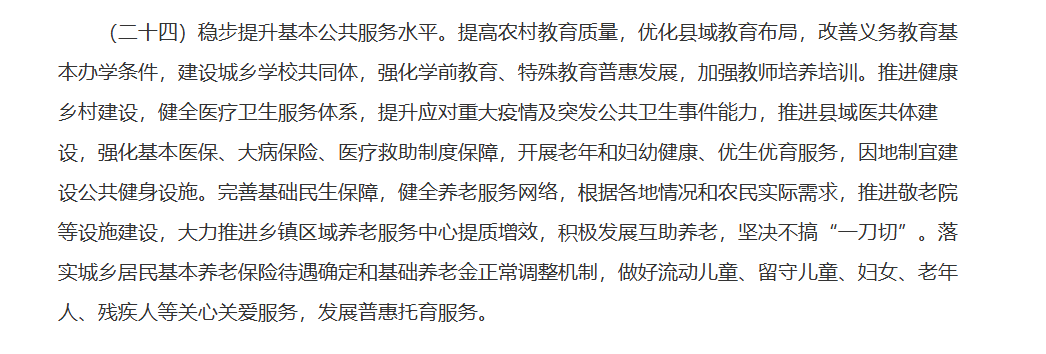 （二十四）稳步提升基本公共服务水平。提高农村教育质量，优化县域教育布局，改善义务教育基
本办学条件，建设城乡学校共同体，强化学前教育、特殊教育普惠发展，加强教师培养培训。推进健康
乡村建设，健全医疗卫生服务体系，提升应对重大疫情及突发公共卫生事件能力，推进县域医共体建
设，强化基本医保、大病保险、医疗救助制度保障，开展老年和妇幼健康、优生优育服务，因地制宜建
设公共健身设施。完善基础民生保障，健全养老服务网络，根据各地情况和农民实际需求，推进敬老院
等设施建设，大力推进乡镇区域养老服务中心提质增效，积极发展互助养老，坚决不搞“一刀切”。落
实城乡居民基本养老保险待遇确定和基础养老金正常调整机制，做好流动儿童、留守儿童、妇女、老年
人、残疾人等关心关爱服务，发展普惠托育服务。